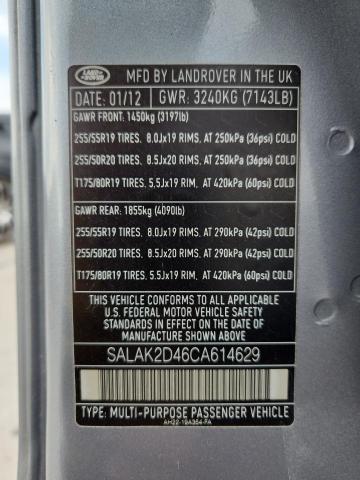 LAND-
ROVER
MFD BY LANDROVER IN THE UK
DATE: 01/12
GWR: 3240KG (7143LB)
GAWR FRONT: 1450kg (3197lb)
255/55R19 TIRES, 8.0Jx19 RIMS, AT 250kPa (36psi) COLD
255/50R20 TIRES, 8.5Jx20 RIMS, AT 250kPa (36psi) COLD
T175/80R19 TIRES, 5.5Jx19 RIM, AT 420kPa (60psi) COLD
GAWR REAR: 1855kg (4090lb)
255/55R19 TIRES, 8.0Jx19 RIMS, AT 290kPa (42psi) COLD
255/50R20 TIRES, 8.5Jx20 RIMS, AT 290kPa (42psi) COLD
T175/80R19 TIRES, 5.5Jx19 RIM, AT 420kPa (60psi) COLD
THIS VEHICLE CONFORMS TO ALL APPLICABLE
U.S. FEDERAL MOTOR VEHICLE SAFETY
STANDARDS IN EFFECT ON THE DATE OF
MANUFACTURE SHOWN ABOVE.
SALAK2D46CA614629
TYPE: MULTI-PURPOSE PASSENGER VEHICLE
AH22-19A354-FA